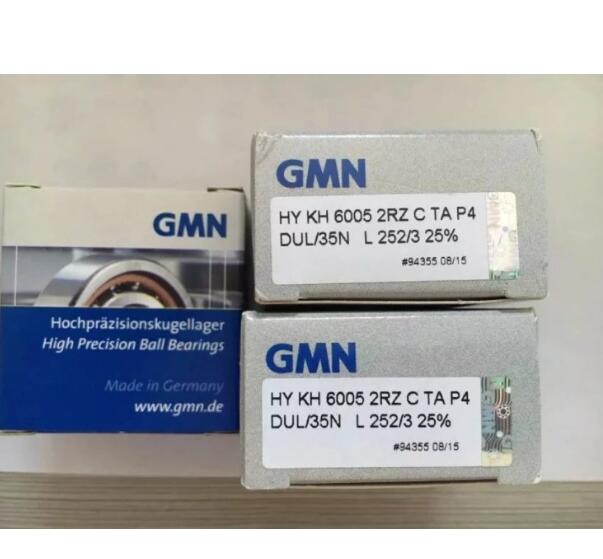 GMN
Hochpräzisionskugellager
High Precision Ball Bearings
Made in Germany
www.gmn.de
GMN
HY KH 6005 2RZ C TA P4
DUL/35N L 252/3 25%
#94355 08/15
GMN
HY KH 6005 2RZ C TA P4
DUL/35N L 252/3 25%
#94355 08/15